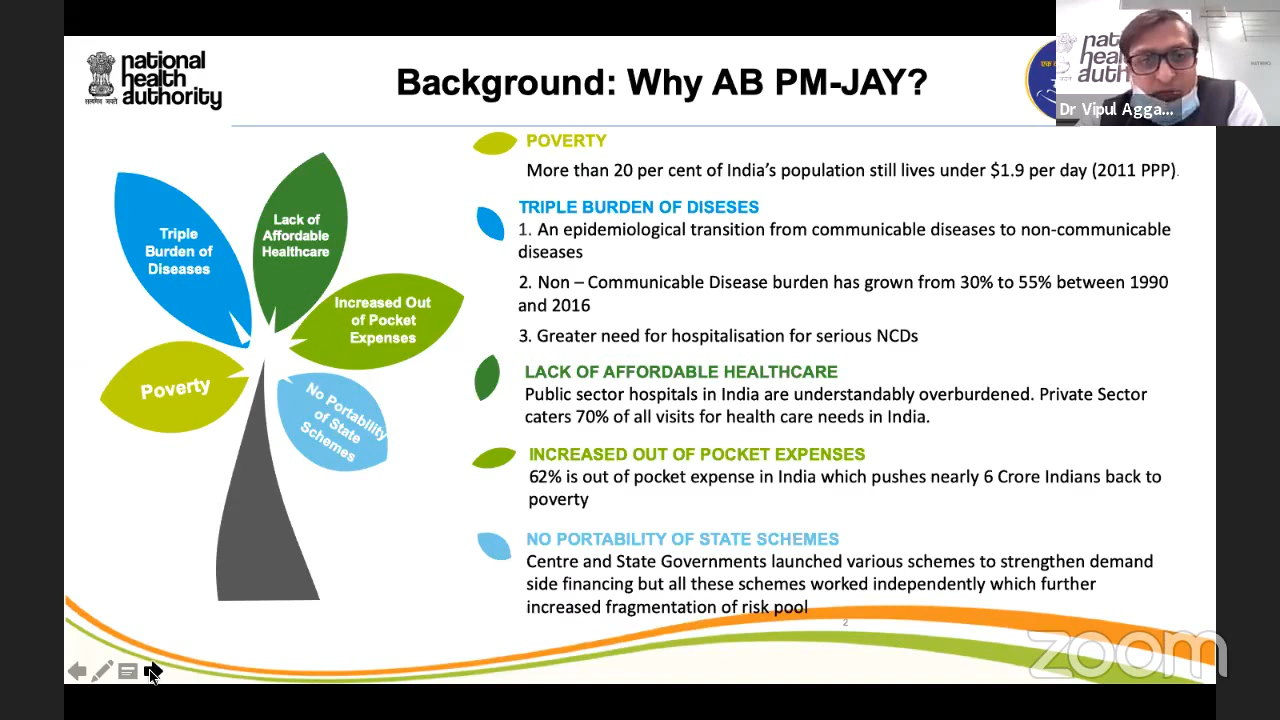 national
health
authority
सत्यमेव जयते
Background: Why AB PM-JAY?
Dr Vipul Agga...
POVERTY
More than 20 per cent of India's population still lives under $1.9 per day (2011 PPP).
TRIPLE BURDEN OF DISESES
1. An epidemiological transition from communicable diseases to non-communicable
diseases
2. Non – Communicable Disease burden has grown from 30% to 55% between 1990
and 2016
3. Greater need for hospitalisation for serious NCDs
LACK OF AFFORDABLE HEALTHCARE
Public sector hospitals in India are understandably overburdened. Private Sector
caters 70% of all visits for health care needs in India.
INCREASED OUT OF POCKET EXPENSES
62% is out of pocket expense in India which pushes nearly 6 Crore Indians back to
poverty
NO PORTABILITY OF STATE SCHEMES
Centre and State Governments launched various schemes to strengthen demand
side financing but all these schemes worked independently which further
increased fragmentation of risk pool
Triple
Burden of
Diseases
Lack of
Affordable
Healthcare
Increased Out
of Pocket
Expenses
Poverty
No Portability
of State
Schemes
2
zoom